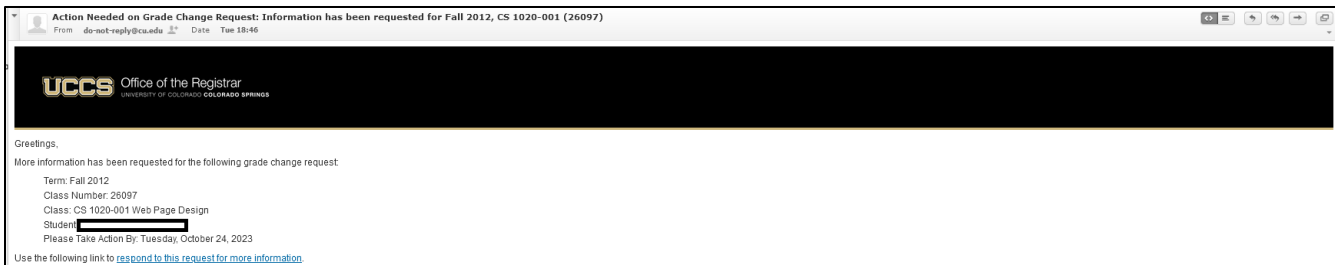 Action Needed on Grade Change Request: Information has been requested for Fall 2012, CS 1020-001 (26097)
From do-not-reply@cu.edu Date Tue 18:46
UCCS Office of the Registrar
UNIVERSITY OF COLORADO COLORADO SPRINGS
Greetings,
More information has been requested for the following grade change request:
Term: Fall 2012
Class Number: 26097
Class: CS 1020-001 Web Page Design
Student
Please Take Action By: Tuesday, October 24, 2023
Use the following link to respond to this request for more information.